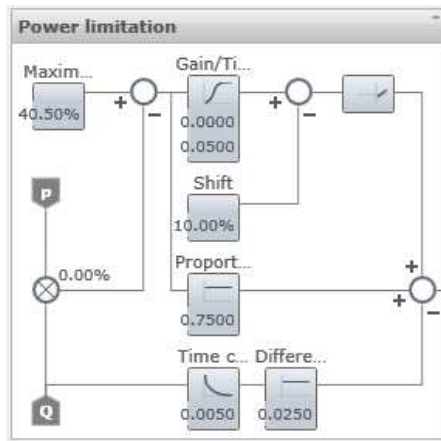 Power limitation
Maxim...
40.50%
+
−
Gain/Ti...
0.0000
0.0500
+
−
Shift
10.00%
P
0.00%
Proport...
0.7500
+
+
−
Time c...
0.0050
Differe...
0.0250
Q